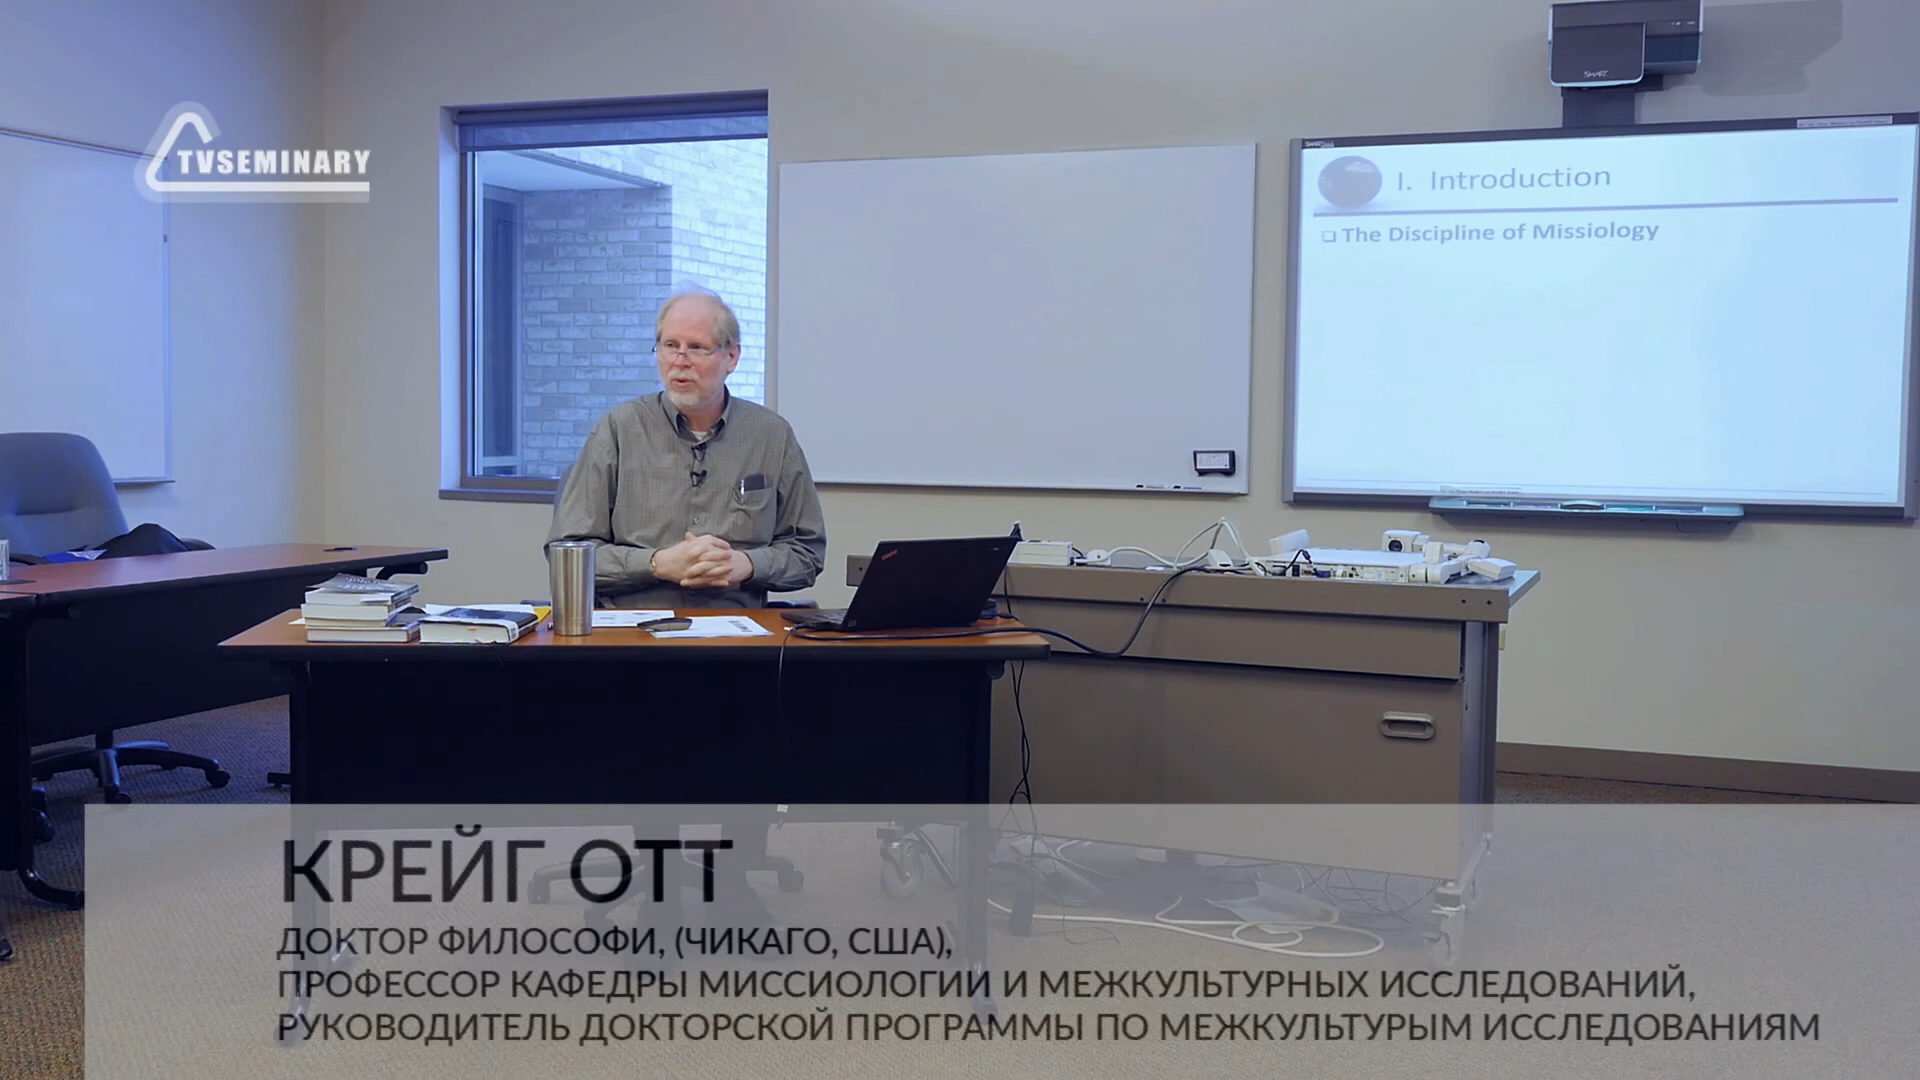 TVSEMINARY
SMART
I. Introduction
The Discipline of Missiology
КРЕЙГ ОТТ
ДОКТОР ФИЛОСОФИ, (ЧИКАГО, США),
ПРОФЕССОР КАФЕДРЫ МИССИОЛОГИИ И МЕЖКУЛЬТУРНЫХ ИССЛЕДОВАНИЙ,
РУКОВОДИТЕЛЬ ДОКТОРСКОЙ ПРОГРАММЫ ПО МЕЖКУЛЬТУРЫМ ИССЛЕДОВАНИЯМ